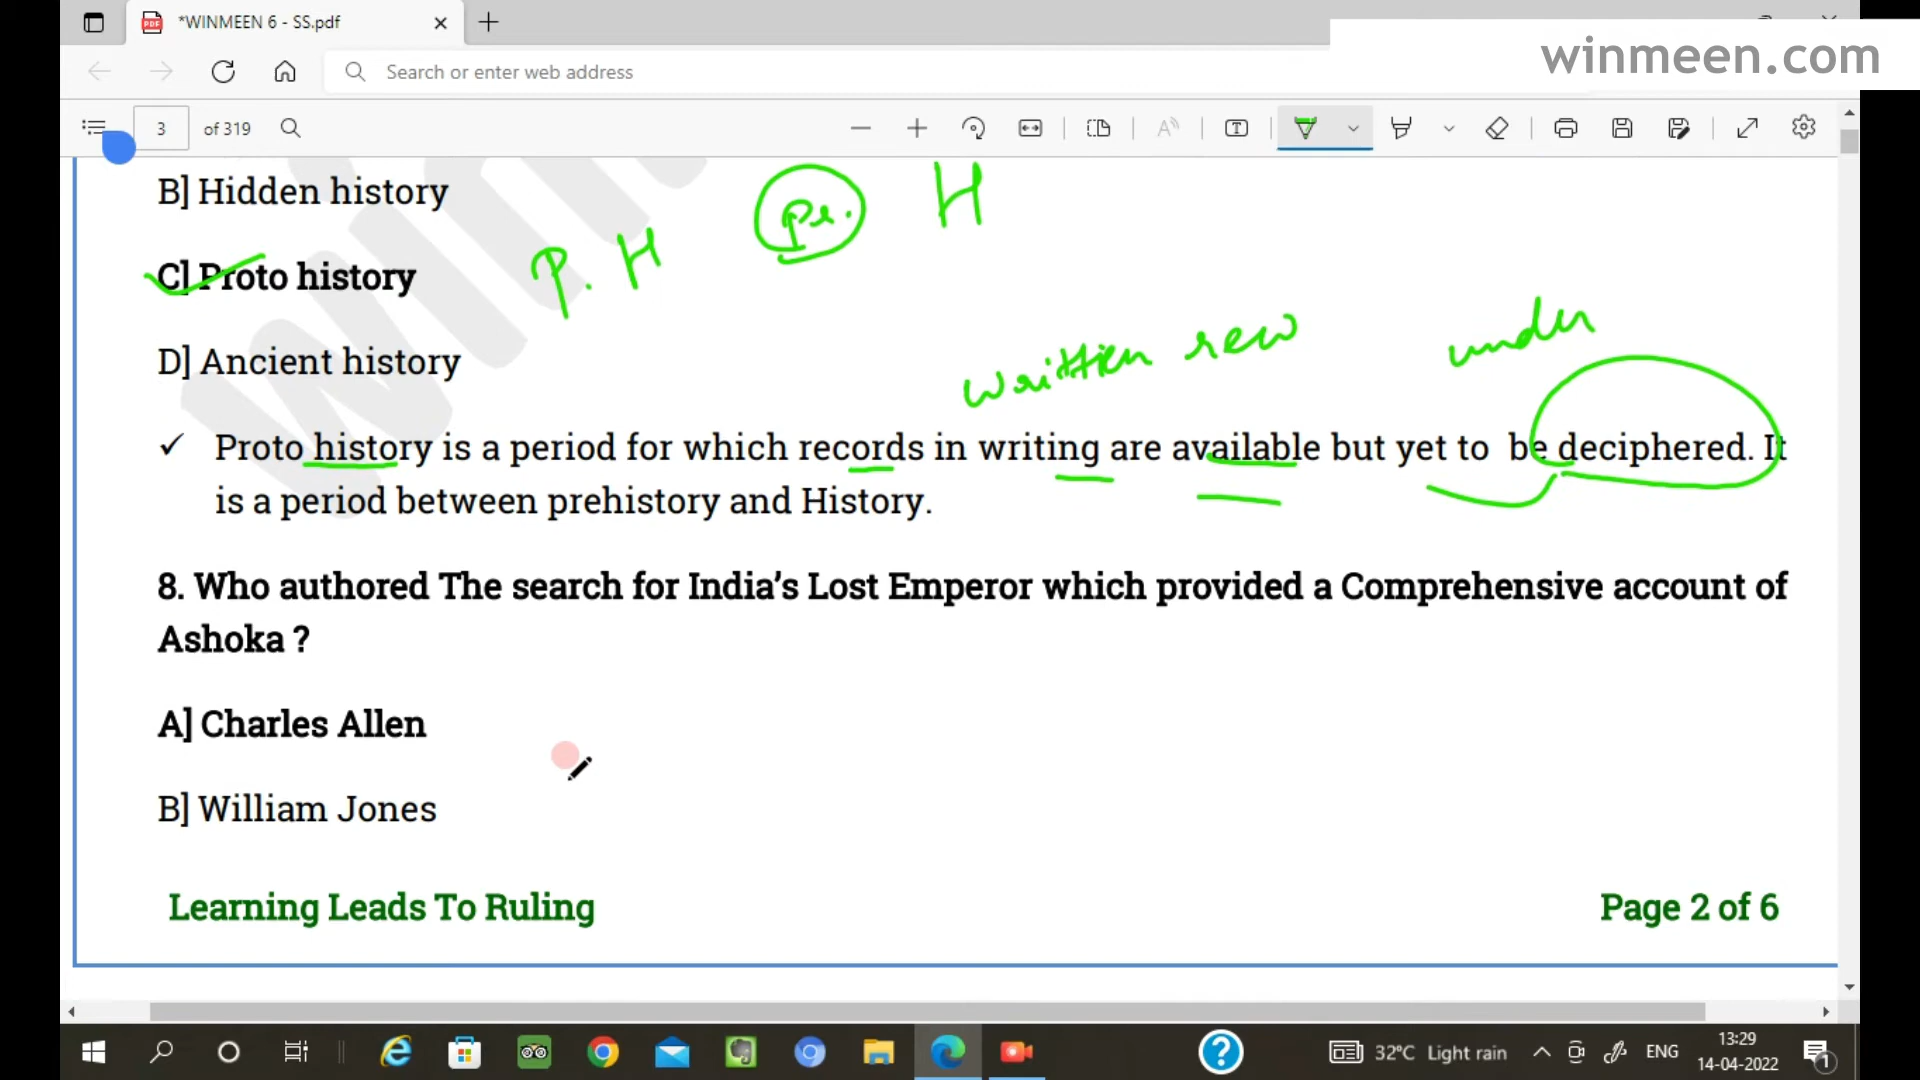 *WINMEEN 6 - SS.pdf
winmeen.com
Search or enter web address
3 of 319
B] Hidden history
pr. H
C] Proto history
P. H
D] Ancient history
written rew under
Proto history is a period for which records in writing are available but yet to be deciphered. It
is a period between prehistory and History.
8. Who authored The search for India's Lost Emperor which provided a Comprehensive account of
Ashoka ?
A] Charles Allen
B] William Jones
Learning Leads To Ruling Page 2 of 6
32°C Light rain ENG 13:29
14-04-2022 1